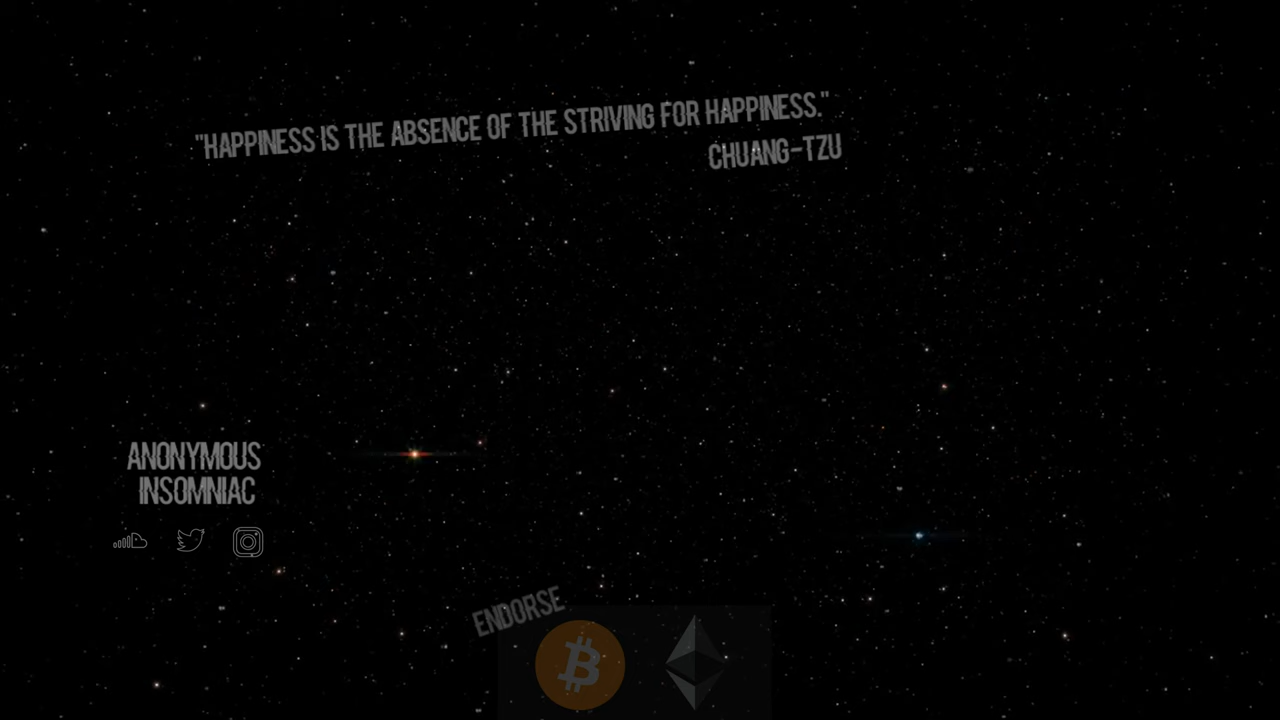 "HAPPINESS IS THE ABSENCE OF THE STRIVING FOR HAPPINESS."
CHUANG-TZU
ANONYMOUS
INSOMNIAC
ENDORSE